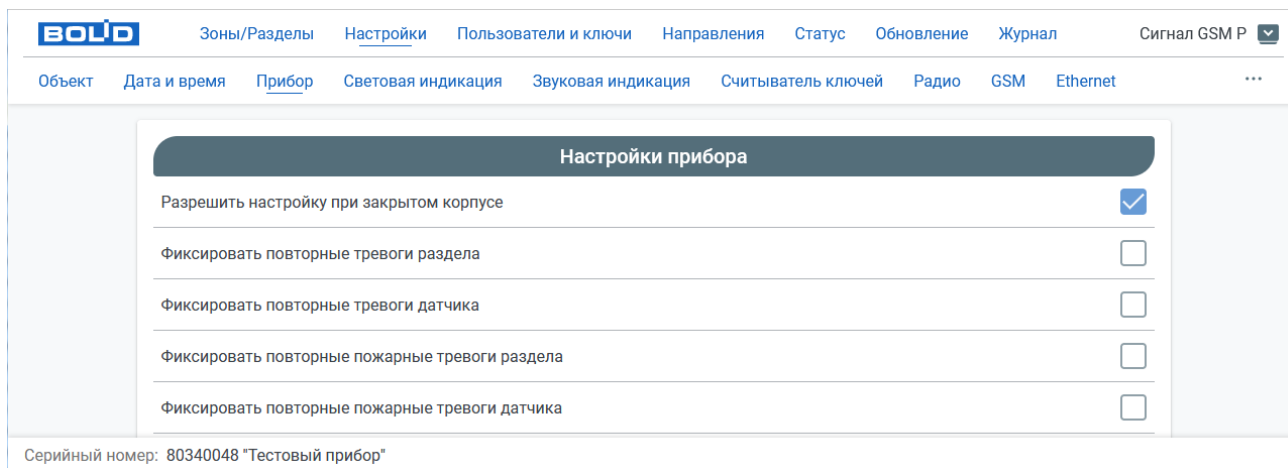 BOLID Зоны/Разделы Настройки Пользователи и ключи Направления Статус Обновление Журнал Сигнал GSM P
Объект Дата и время Прибор Световая индикация Звуковая индикация Считыватель ключей Радио GSM Ethernet ...
Настройки прибора
Разрешить настройку при закрытом корпусе
Фиксировать повторные тревоги раздела
Фиксировать повторные тревоги датчика
Фиксировать повторные пожарные тревоги раздела
Фиксировать повторные пожарные тревоги датчика
Серийный номер: 80340048 "Тестовый прибор"